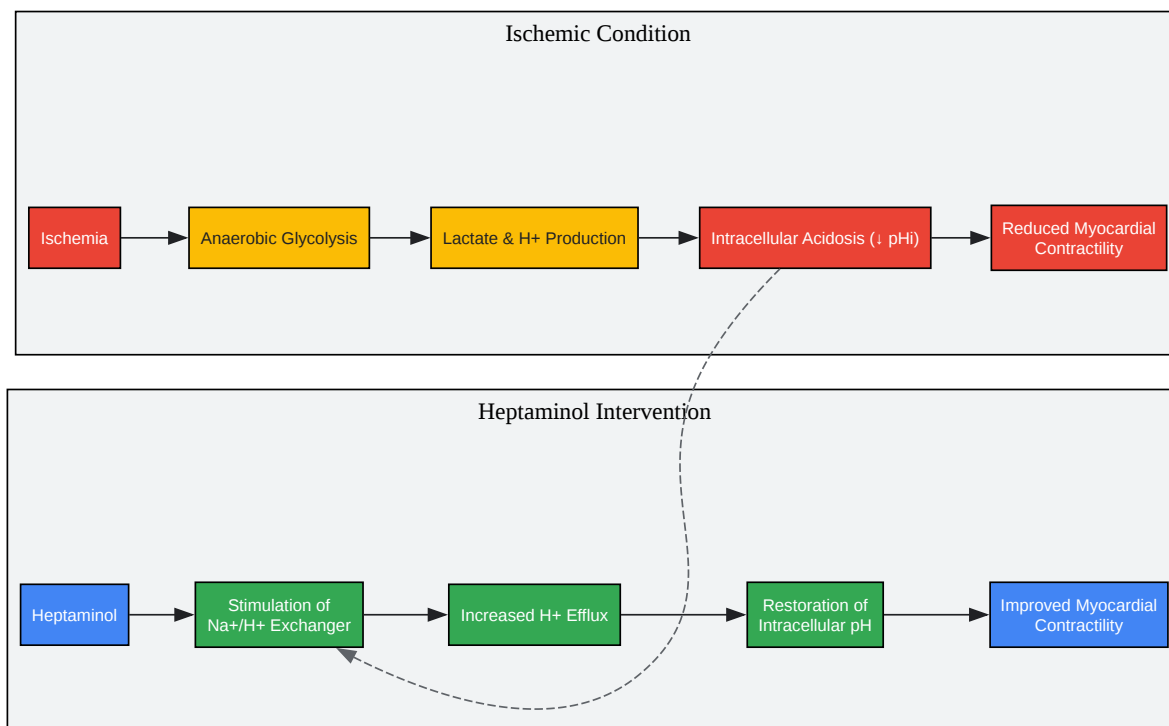 Ischemic Condition
Ischemia
Anaerobic Glycolysis
Lactate & H+ Production
Intracellular Acidosis (↓ pHi)
Reduced Myocardial
Contractility
Heptaminol Intervention
Heptaminol
Stimulation of
Na+/H+ Exchanger
Increased H+ Efflux
Restoration of
Intracellular pH
Improved Myocardial
Contractility